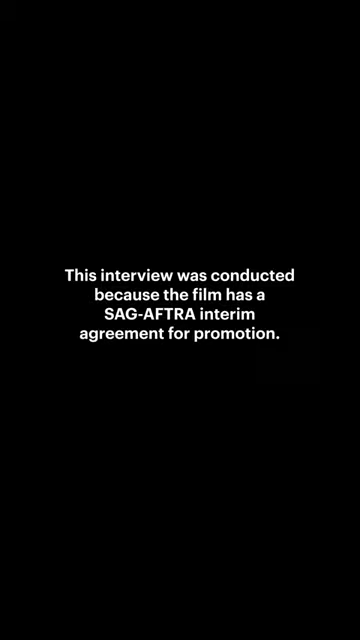 This interview was conducted
because the film has a
SAG-AFTRA interim
agreement for promotion.